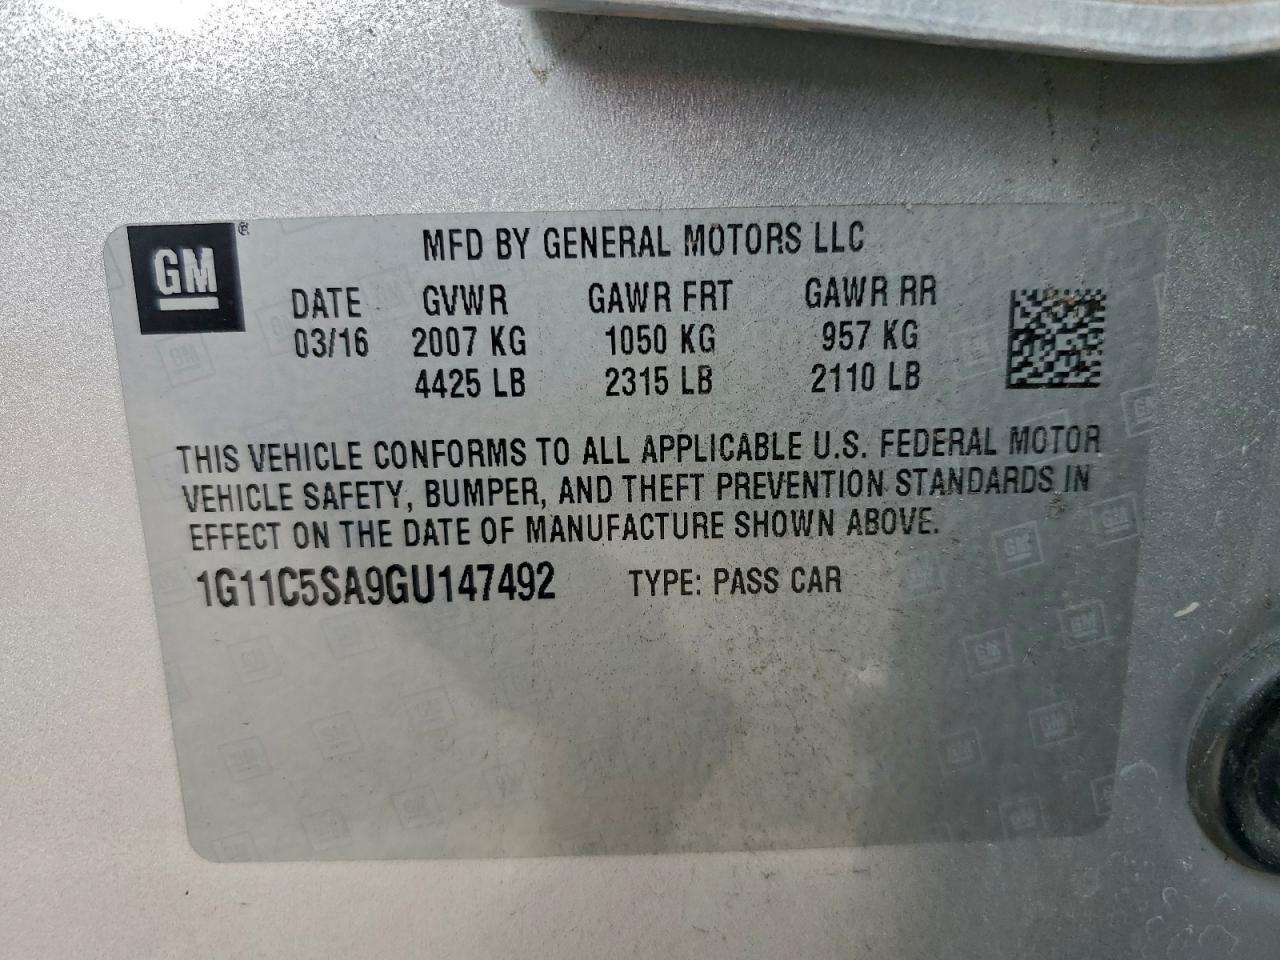 GM ®
MFD BY GENERAL MOTORS LLC
DATE GVWR GAWR FRT GAWR RR
03/16 2007 KG 1050 KG 957 KG
4425 LB 2315 LB 2110 LB
THIS VEHICLE CONFORMS TO ALL APPLICABLE U.S. FEDERAL MOTOR
VEHICLE SAFETY, BUMPER, AND THEFT PREVENTION STANDARDS IN
EFFECT ON THE DATE OF MANUFACTURE SHOWN ABOVE.
1G11C5SA9GU147492 TYPE: PASS CAR